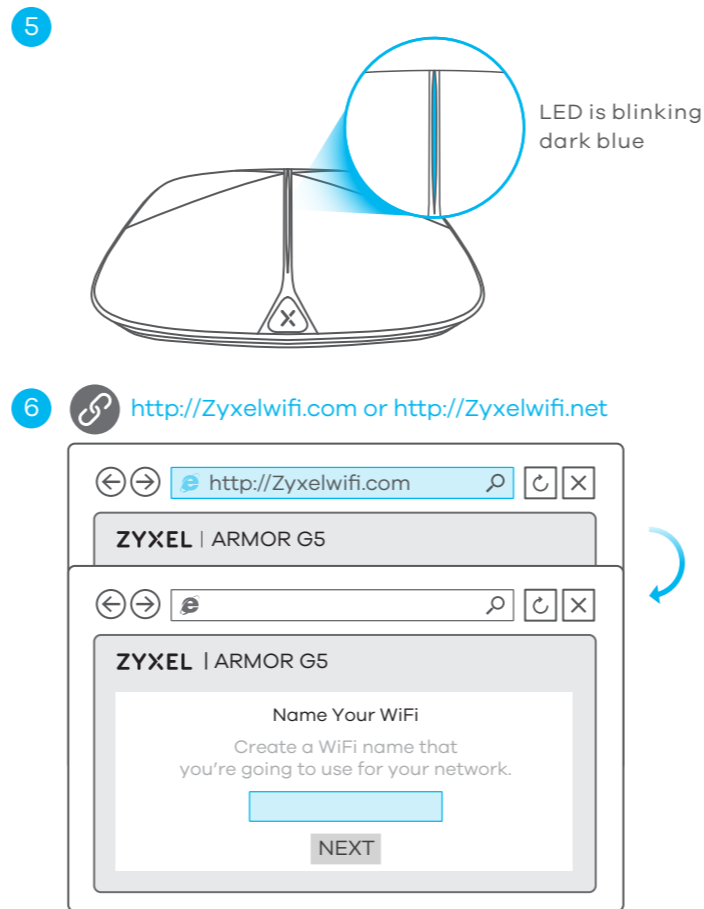 5
LED is blinking
dark blue
X
6 http://Zyxelwifi.com or http://Zyxelwifi.net
http://Zyxelwifi.com
ZYXEL | ARMOR G5
ZYXEL | ARMOR G5
Name Your WiFi
Create a WiFi name that
you're going to use for your network.
NEXT